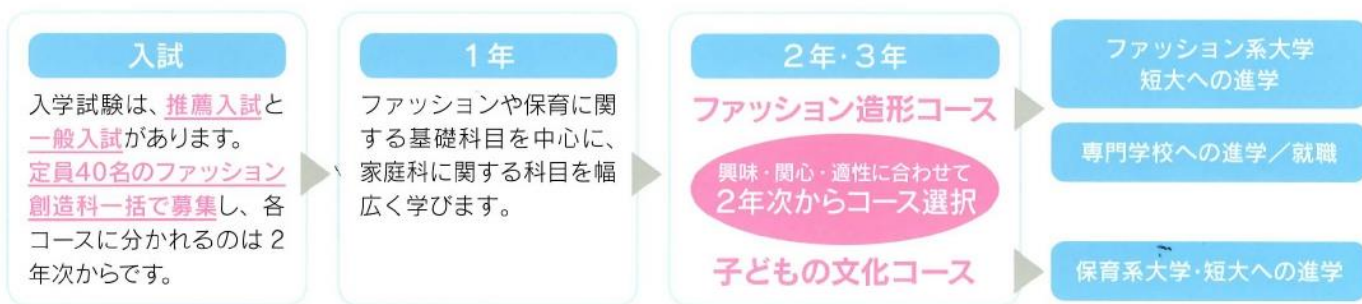 入試
入学試験は、推薦入試と
一般入試があります。
定員40名のファッション
創造科一括で募集し、各
コースに分かれるのは2
年次からです。
1年
ファッションや保育に関
する基礎科目を中心に、
家庭科に関する科目を幅
広く学びます。
2年・3年
ファッション造形コース
興味・関心・適性に合わせて
2年次からコース選択
子どもの文化コース
ファッション系大学
短大への進学
専門学校への進学／就職
保育系大学・短大への進学